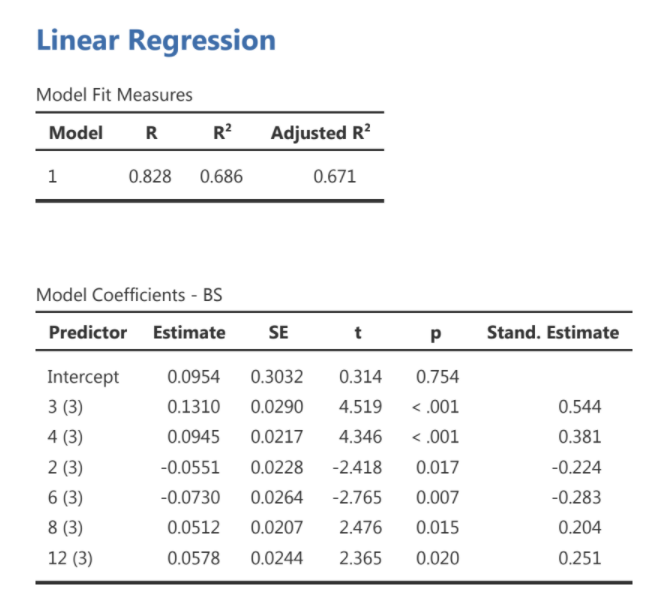 Linear Regression
Model Fit Measures
Model R R² Adjusted R²
1 0.828 0.686 0.671
Model Coefficients - BS
Predictor Estimate SE t p Stand. Estimate
Intercept 0.0954 0.3032 0.314 0.754
3 (3) 0.1310 0.0290 4.519 < .001 0.544
4 (3) 0.0945 0.0217 4.346 < .001 0.381
2 (3) -0.0551 0.0228 -2.418 0.017 -0.224
6 (3) -0.0730 0.0264 -2.765 0.007 -0.283
8 (3) 0.0512 0.0207 2.476 0.015 0.204
12 (3) 0.0578 0.0244 2.365 0.020 0.251